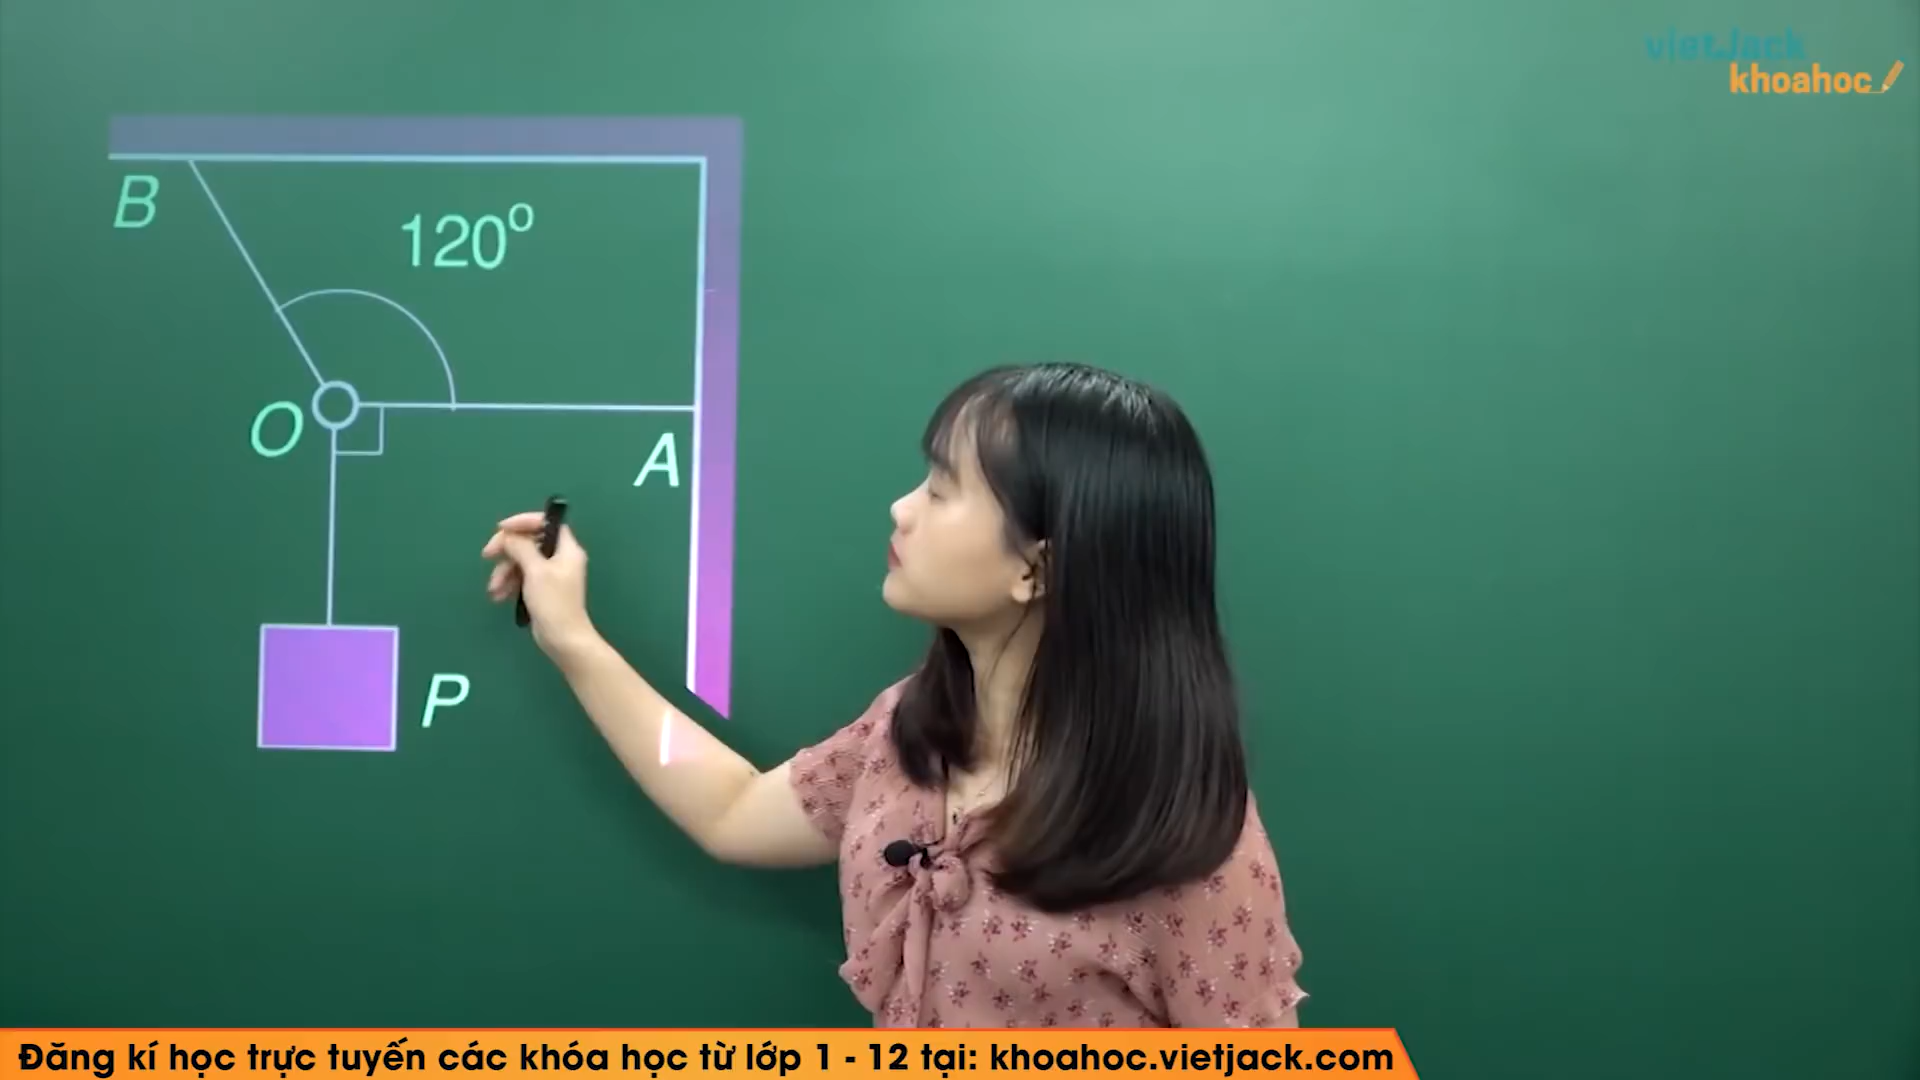 vietJack
khoahoc
B
120°
O
A
P
Đăng kí học trực tuyến các khóa học từ lớp 1 - 12 tại: khoahoc.vietjack.com